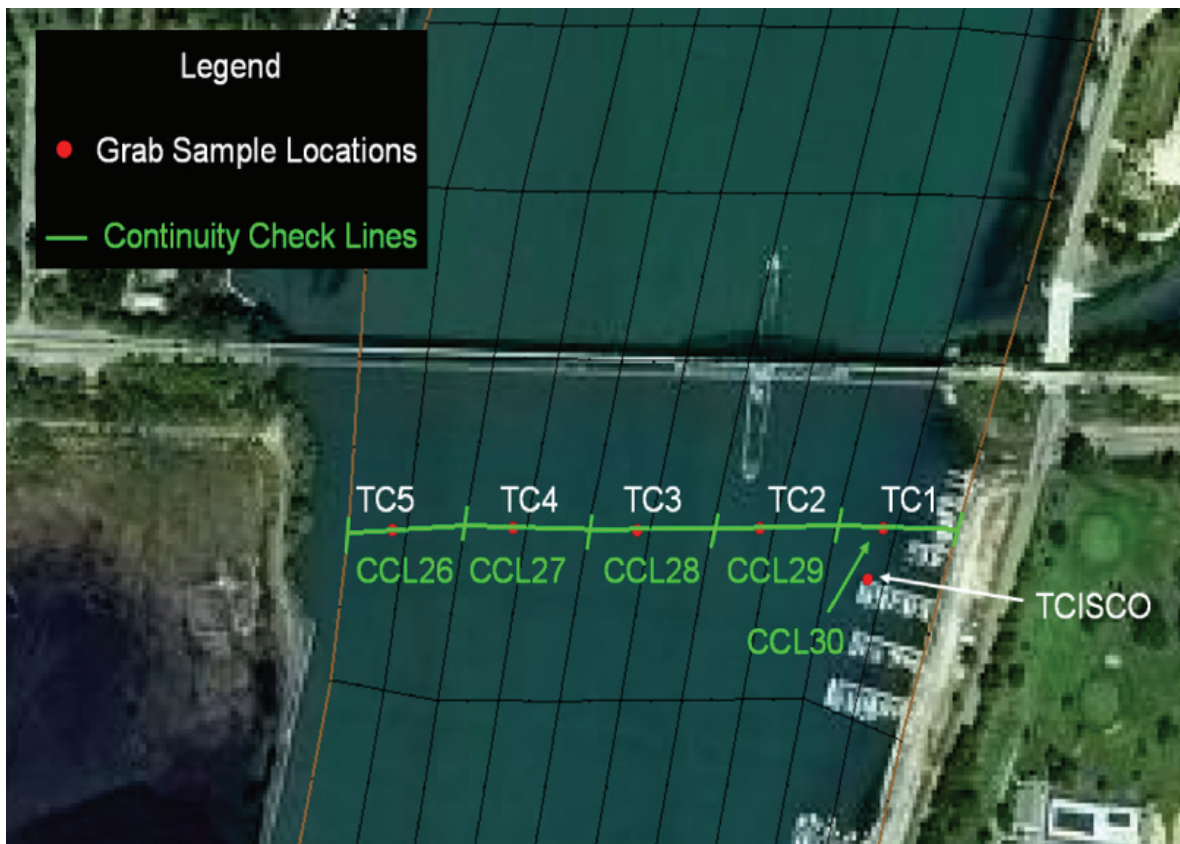 Legend
Grab Sample Locations
Continuity Check Lines
TC5
TC4
TC3
TC2
TC1
CCL26
CCL27
CCL28
CCL29
TCISCO
CCL30